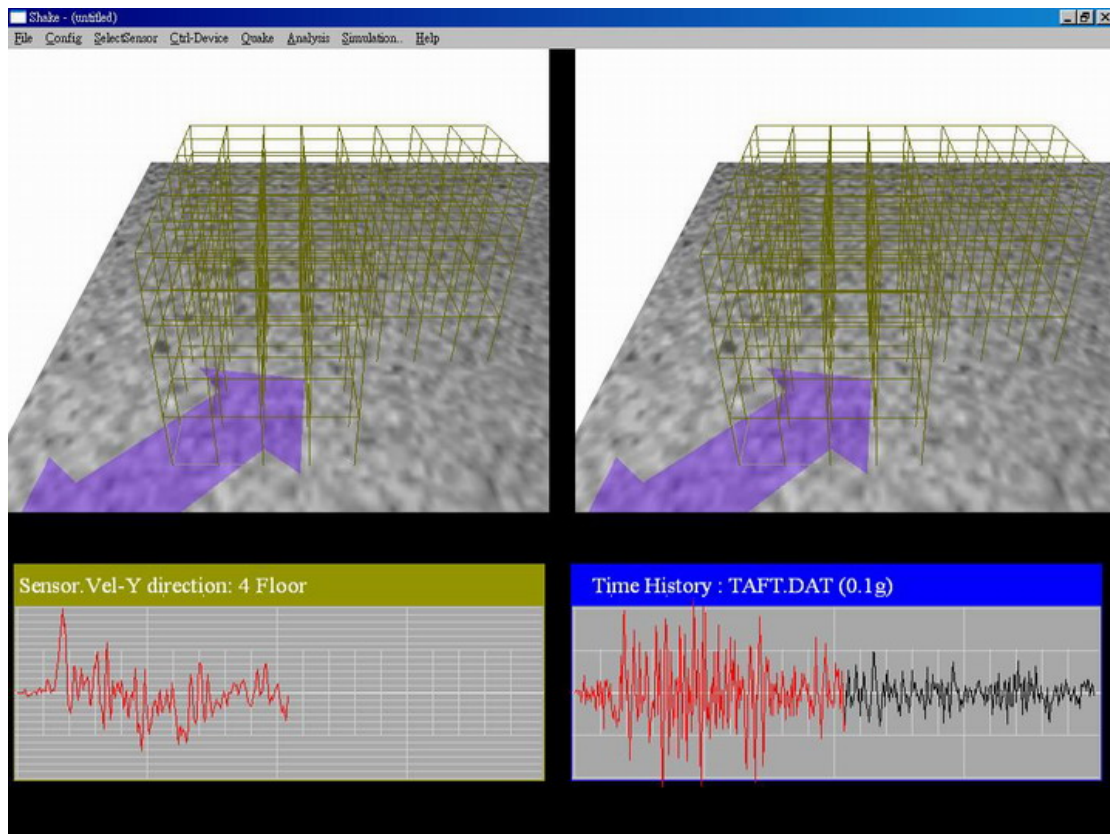 Shake - (untitled)
File Config SelectSensor Ctrl-Device Quake Analysis Simulation.. Help
Sensor.Vel-Y direction: 4 Floor
Time History : TAFT.DAT (0.1g)